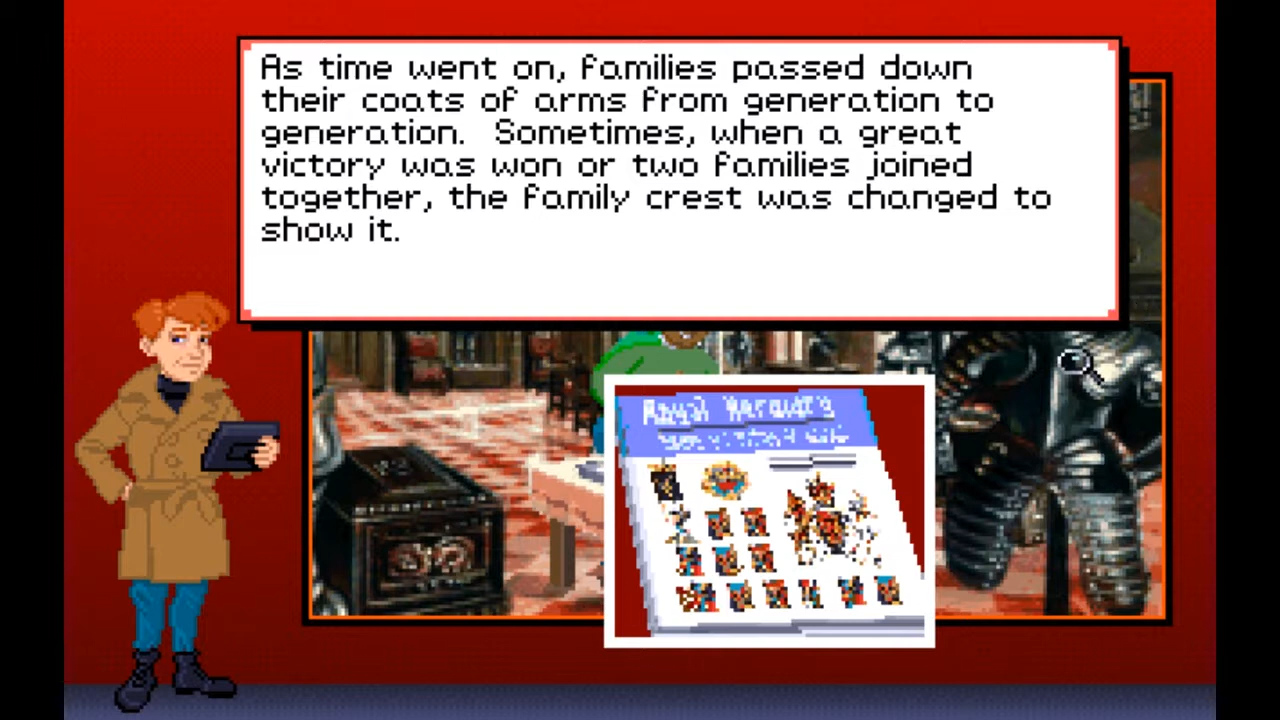 As time went on, families passed down
their coats of arms from generation to
generation.  Sometimes, when a great
victory was won or two families joined
together, the family crest was changed to
show it.